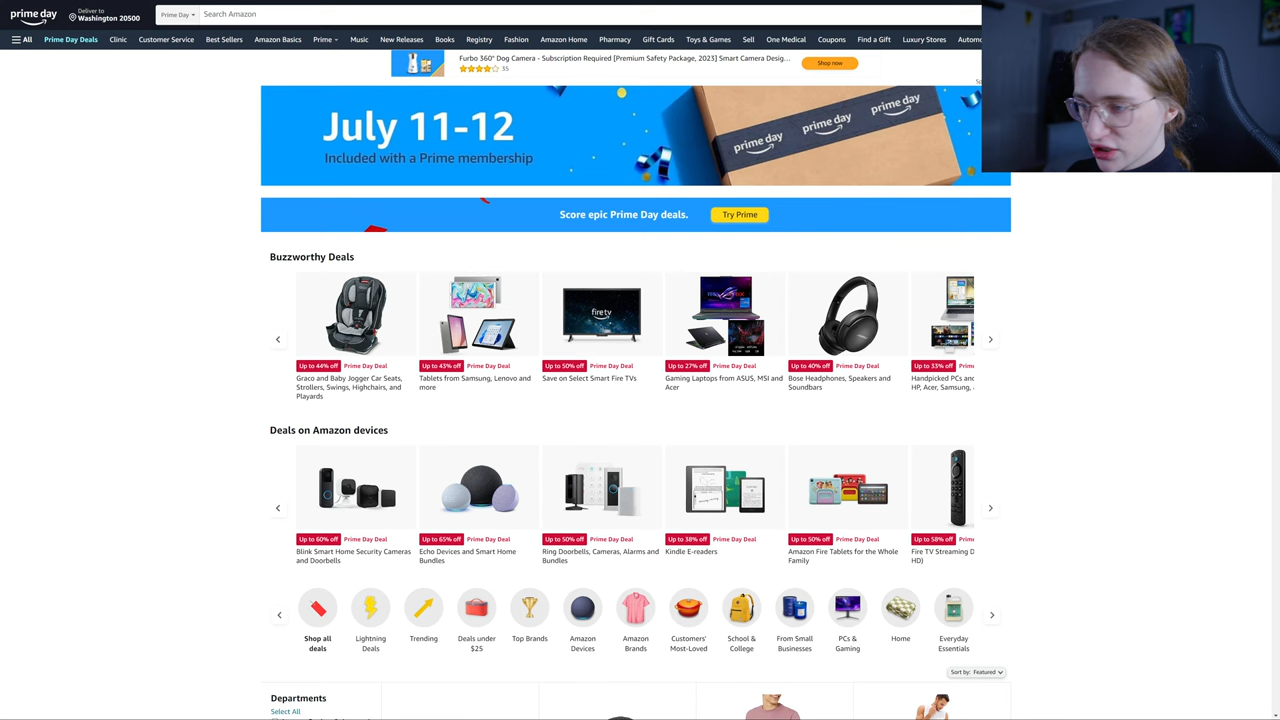 prime day
Deliver to
Washington 20500
Prime Day
Search Amazon
All
Prime Day Deals
Clinic
Customer Service
Best Sellers
Amazon Basics
Prime
Music
New Releases
Books
Registry
Fashion
Amazon Home
Pharmacy
Gift Cards
Toys & Games
Sell
One Medical
Coupons
Find a Gift
Luxury Stores
Automo
Furbo 360° Dog Camera - Subscription Required [Premium Safety Package, 2023] Smart Camera Desig...
35
Shop now
July 11-12
Included with a Prime membership
prime day
prime day
prime day
Score epic Prime Day deals.
Try Prime
Buzzworthy Deals
fire tv
Up to 44% off Prime Day Deal
Graco and Baby Jogger Car Seats,
Strollers, Swings, Highchairs, and
Playards
Up to 43% off Prime Day Deal
Tablets from Samsung, Lenovo and
more
Up to 50% off Prime Day Deal
Save on Select Smart Fire TVs
Up to 27% off Prime Day Deal
Gaming Laptops from ASUS, MSI and
Acer
Up to 40% off Prime Day Deal
Bose Headphones, Speakers and
Soundbars
Up to 33% off Prim
Handpicked PCs and
HP, Acer, Samsung,
Deals on Amazon devices
Up to 60% off Prime Day Deal
Blink Smart Home Security Cameras
and Doorbells
Up to 65% off Prime Day Deal
Echo Devices and Smart Home
Bundles
Up to 50% off Prime Day Deal
Ring Doorbells, Cameras, Alarms and
Bundles
Up to 38% off Prime Day Deal
Kindle E-readers
Up to 50% off Prime Day Deal
Amazon Fire Tablets for the Whole
Family
Up to 58% off Prim
Fire TV Streaming D
HD)
Shop all
deals
Lightning
Deals
Trending
Deals under
$25
Top Brands
Amazon
Devices
Amazon
Brands
Customers'
Most-Loved
School &
College
From Small
Businesses
PCs &
Gaming
Home
Everyday
Essentials
Sort by: Featured
Departments
Select All